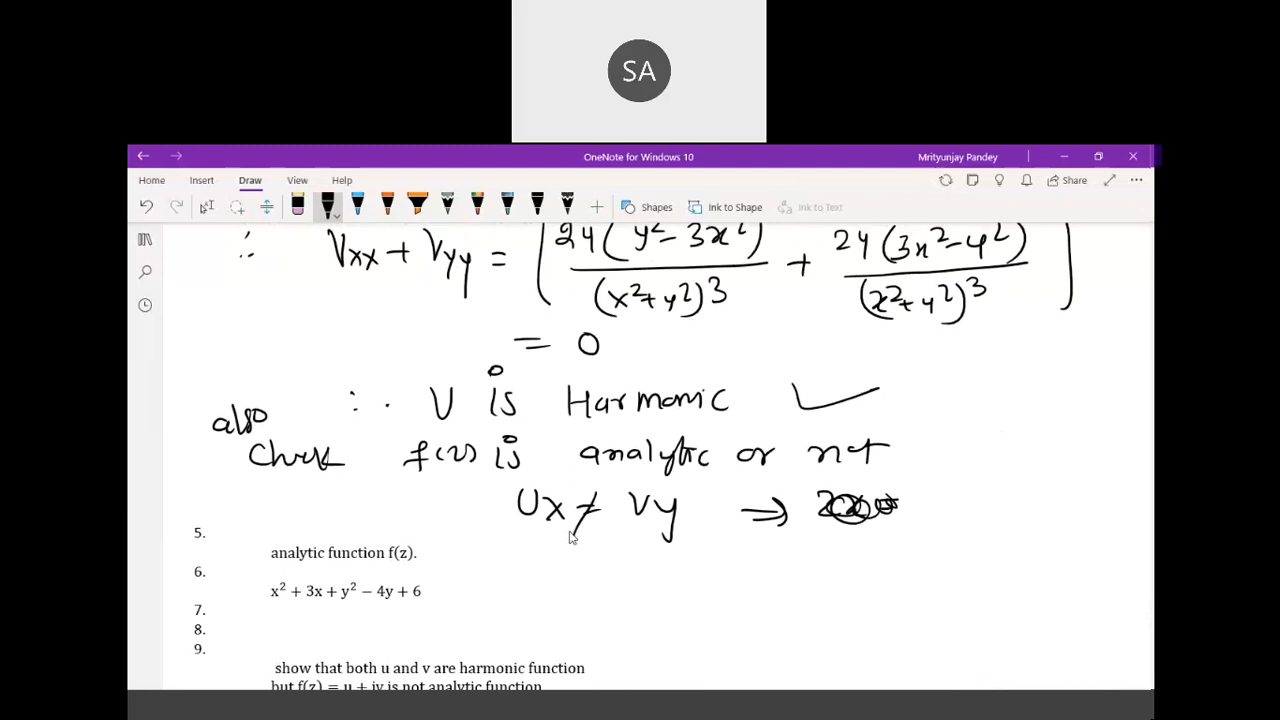 SA
OneNote for Windows 10
Mrityunjay Pandey
Home Insert Draw View Help
Share
Shapes Ink to Shape Ink to Text
∴ Vxx + Vyy = [ 24(y² - 3x²) / (x²+y²)³ + 24(3x²-y²) / (x²+y²)³ ]
= 0
∴ V is Harmonic ✓
also
Check f(z) is analytic or not
Ux ≠ Vy ⇒
5.
analytic function f(z).
6.
x² + 3x + y² − 4y + 6
7.
8.
9.
show that both u and v are harmonic function
but f(z) = u + iv is not analytic function